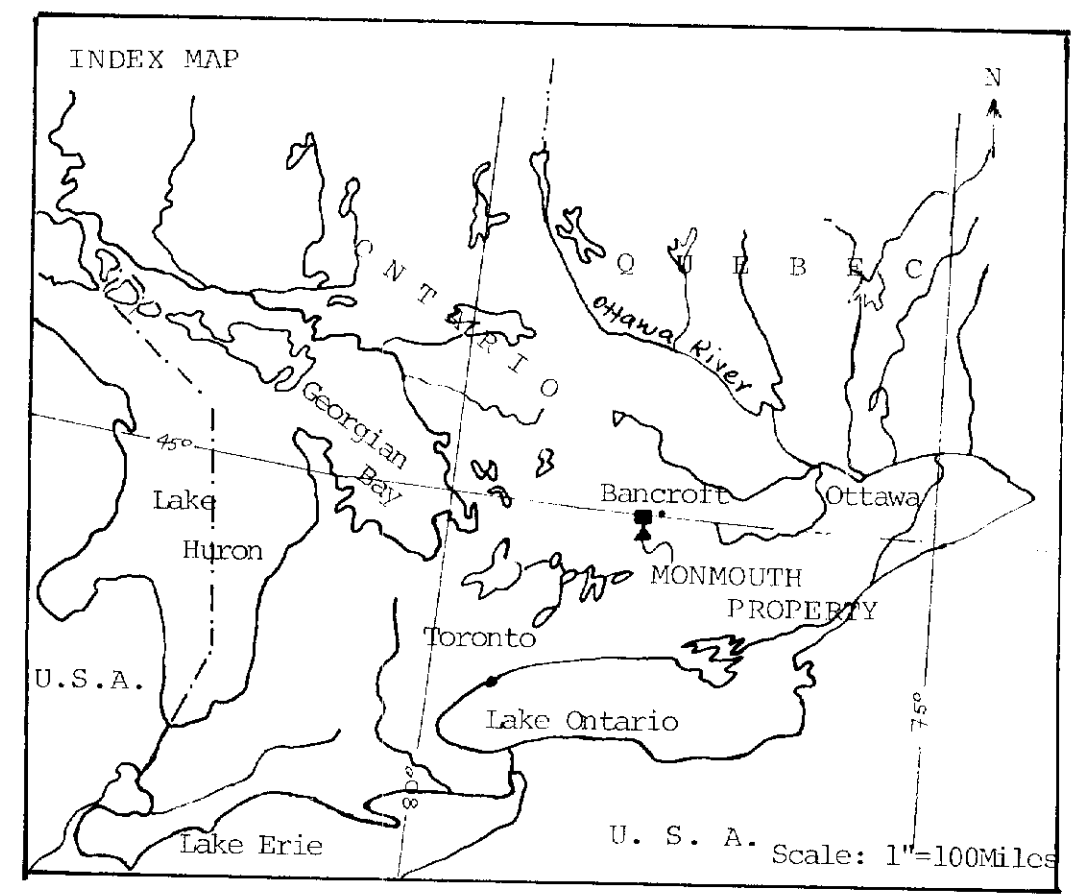 INDEX MAP
N
ONTARIO
QUEBEC
Ottawa River
Georgian
Bay
45°
Lake
Huron
Bancroft
Ottawa
MONMOUTH
PROPERTY
Toronto
U.S.A.
Lake Ontario
75°
80°
Lake Erie
U. S. A.
Scale: 1"=100Miles